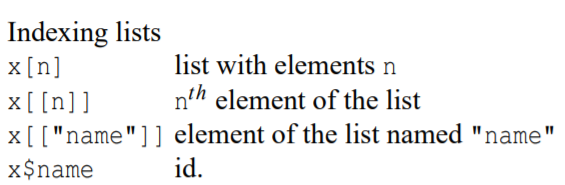 Indexing lists
x[n] list with elements n
x[[n]] nth element of the list
x[["name"]] element of the list named "name"
x$name id.